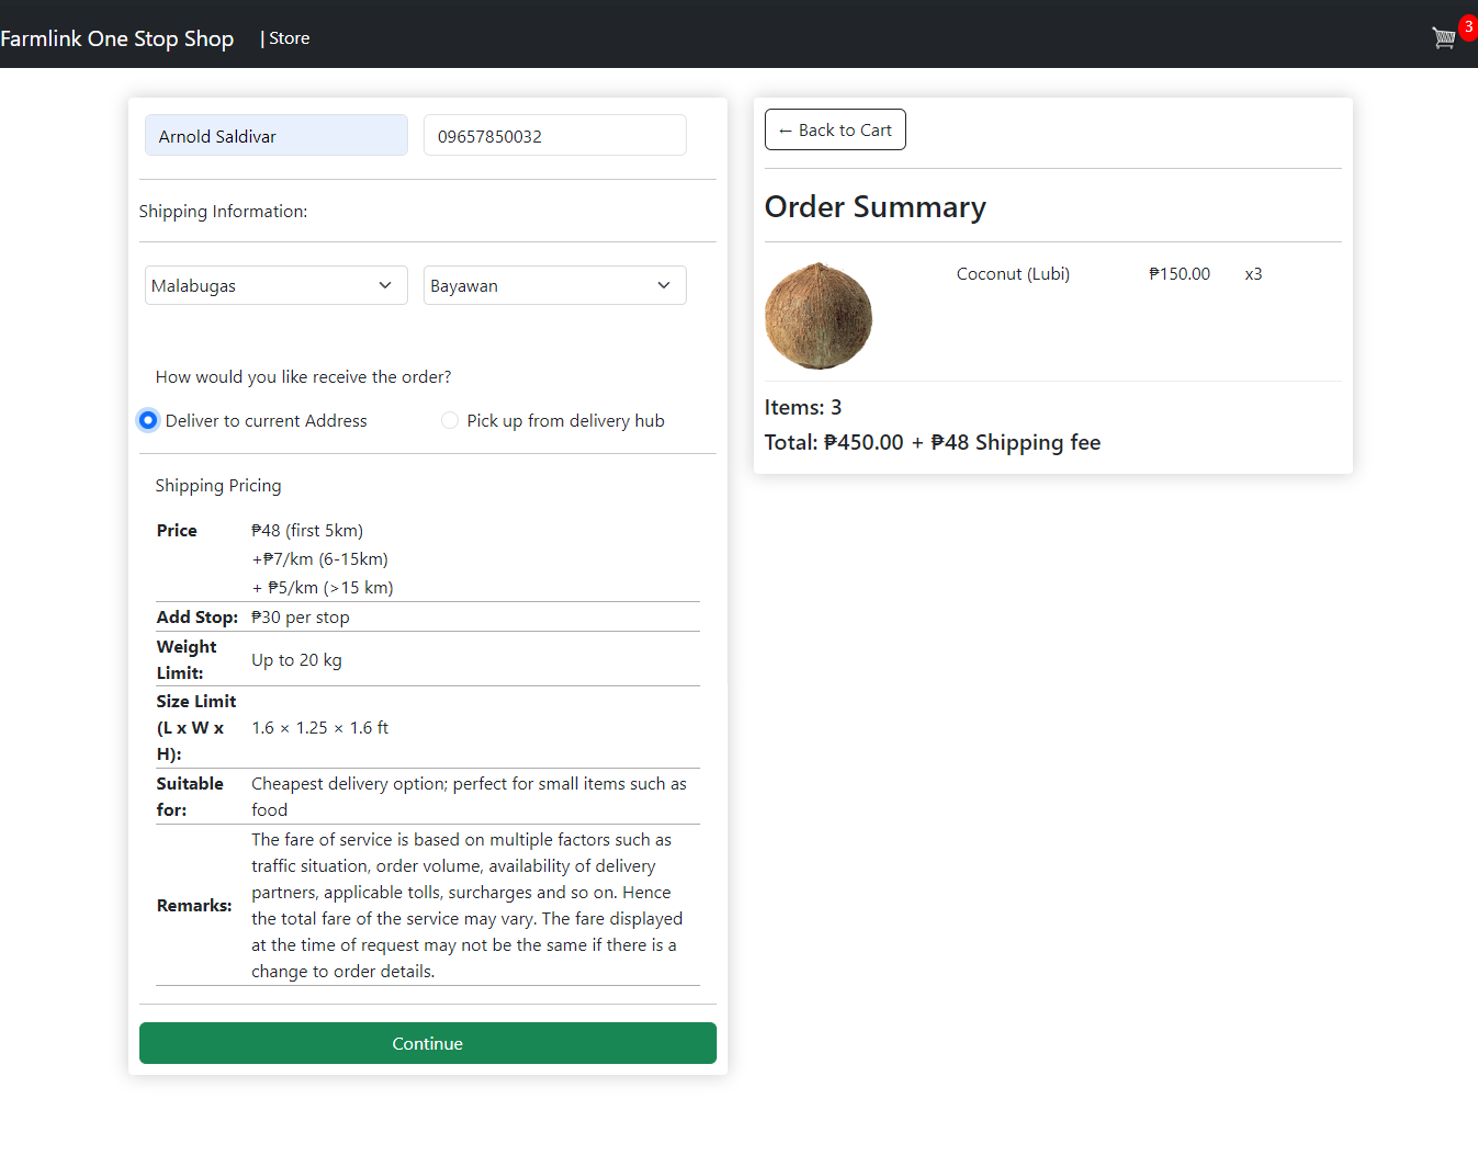 Farmlink One Stop Shop | Store
3
Arnold Saldivar 09657850032
Shipping Information:
Malabugas Bayawan
How would you like receive the order?
Deliver to current Address Pick up from delivery hub
Shipping Pricing
Price ₱48 (first 5km)
+₱7/km (6-15km)
+ ₱5/km (>15 km)
Add Stop: ₱30 per stop
Weight
Limit: Up to 20 kg
Size Limit
(L x W x
H): 1.6 × 1.25 × 1.6 ft
Suitable
for: Cheapest delivery option; perfect for small items such as
food
Remarks: The fare of service is based on multiple factors such as
traffic situation, order volume, availability of delivery
partners, applicable tolls, surcharges and so on. Hence
the total fare of the service may vary. The fare displayed
at the time of request may not be the same if there is a
change to order details.
Continue
← Back to Cart
Order Summary
Coconut (Lubi) ₱150.00 x3
Items: 3
Total: ₱450.00 + ₱48 Shipping fee